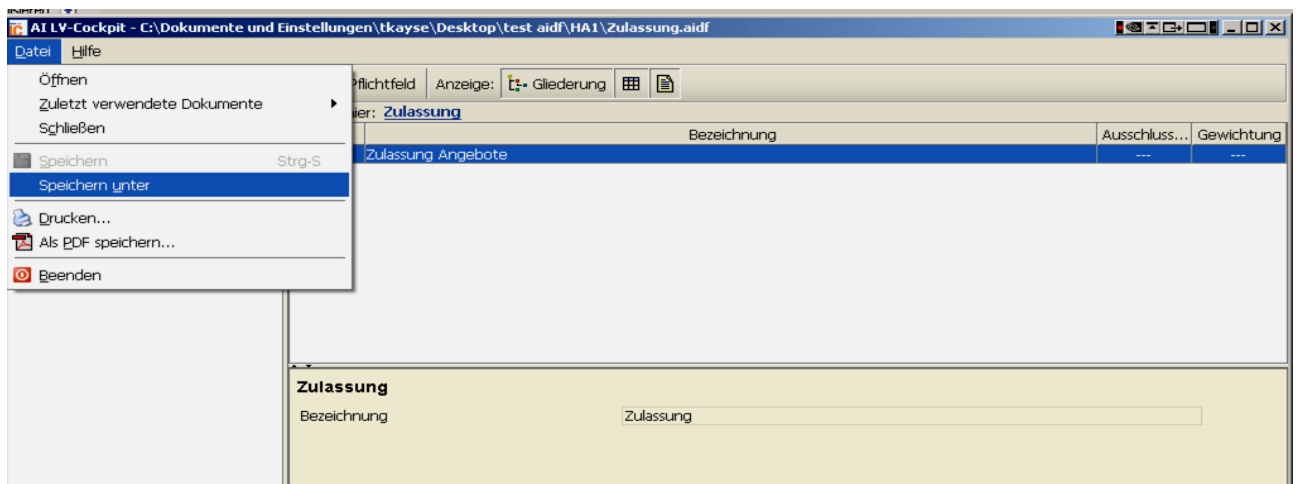 AI LV-Cockpit - C:\Dokumente und Einstellungen\tkayse\Desktop\test aidf\HA1\Zulassung.aidf
Datei Hilfe
Öffnen
Zuletzt verwendete Dokumente
Schließen
Speichern Strg-S
Speichern unter
Drucken...
Als PDF speichern...
Beenden
Pflichtfeld Anzeige: Gliederung
hier: Zulassung
Bezeichnung Ausschluss... Gewichtung
Zulassung Angebote --- ---
Zulassung
Bezeichnung Zulassung